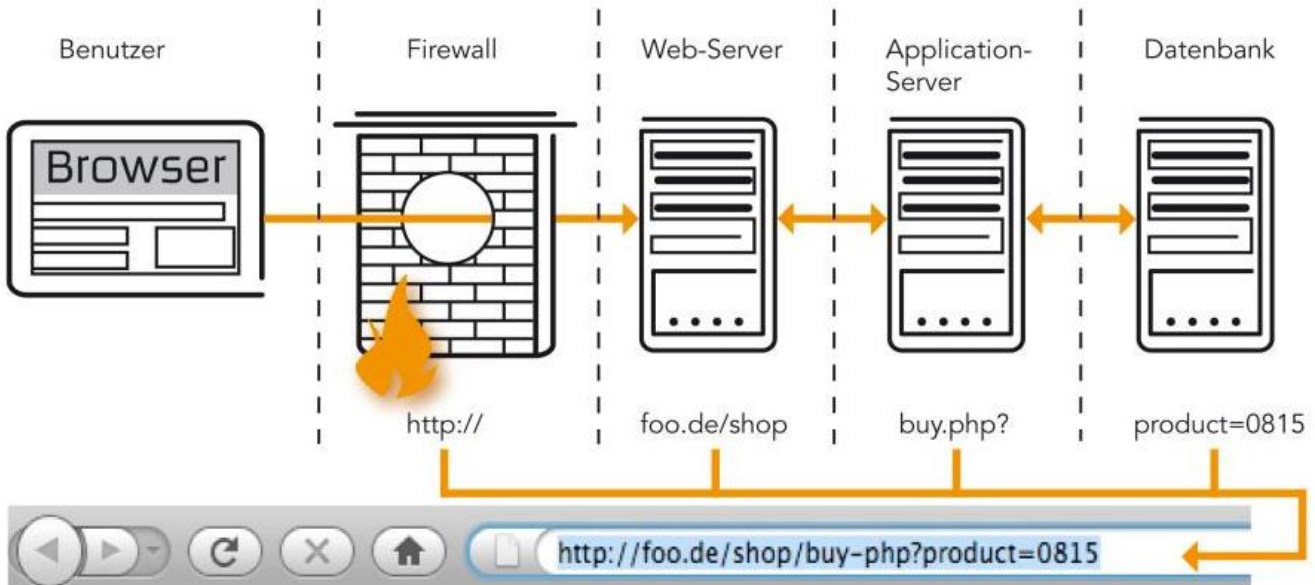 Benutzer
Firewall
Web-Server
Application-
Server
Datenbank
Browser
http://
foo.de/shop
buy.php?
product=0815
http://foo.de/shop/buy-php?product=0815